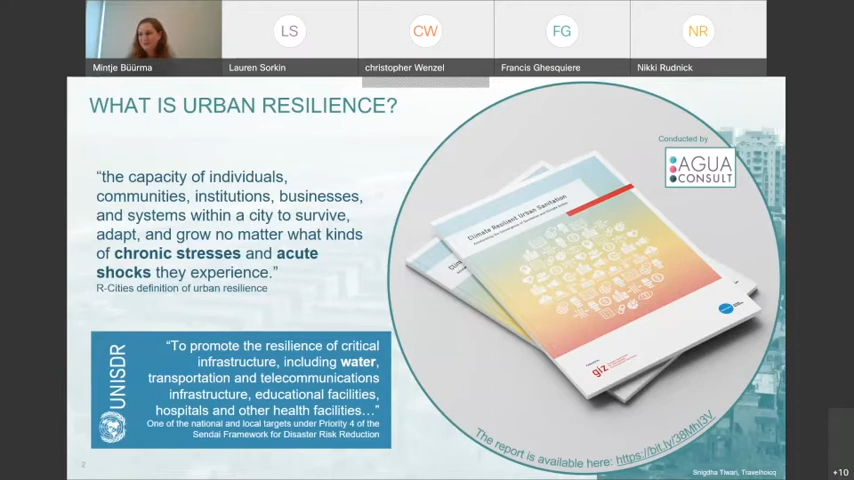 LS
CW
FG
NR
Mintje Büürma
Lauren Sorkin
christopher Wenzel
Francis Ghesquiere
Nikki Rudnick
WHAT IS URBAN RESILIENCE?
Conducted by
AGUA
CONSULT
“the capacity of individuals,
communities, institutions, businesses,
and systems within a city to survive,
adapt, and grow no matter what kinds
of chronic stresses and acute
shocks they experience.”
R-Cities definition of urban resilience
Climate Resilient Urban Sanitation
giz
UNISDR
“To promote the resilience of critical
infrastructure, including water,
transportation and telecommunications
infrastructure, educational facilities,
hospitals and other health facilities…”
One of the national and local targets under Priority 4 of the
Sendai Framework for Disaster Risk Reduction
The report is available here: https://bit.ly/38MhI3V
2
Snigdha Tiwari,
+10